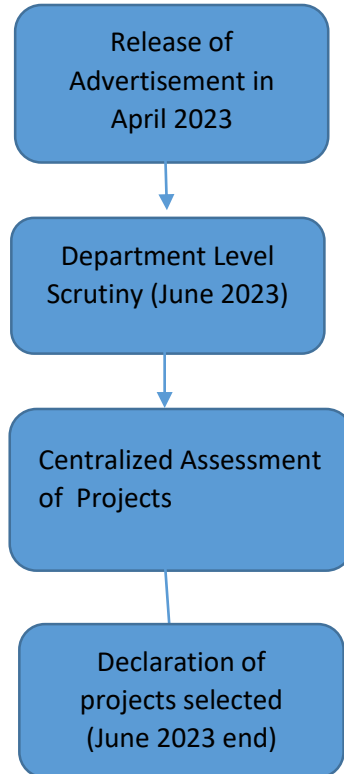 Release of
Advertisement in
April 2023
Department Level
Scrutiny (June 2023)
Centralized Assessment
of Projects
Declaration of
projects selected
(June 2023 end)